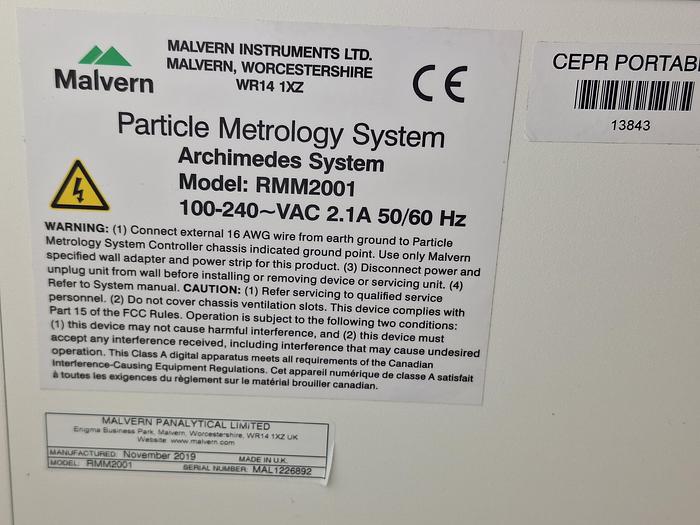 Malvern
MALVERN INSTRUMENTS LTD.
MALVERN, WORCESTERSHIRE
WR14 1XZ
CE
CEPR PORTABL
13843
Particle Metrology System
Archimedes System
Model: RMM2001
100-240~VAC 2.1A 50/60 Hz
WARNING: (1) Connect external 16 AWG wire from earth ground to Particle
Metrology System Controller chassis indicated ground point. Use only Malvern
specified wall adapter and power strip for this product. (3) Disconnect power and
unplug unit from wall before installing or removing device or servicing unit. (4)
Refer to System manual. CAUTION: (1) Refer servicing to qualified service
personnel. (2) Do not cover chassis ventilation slots. This device complies with
Part 15 of the FCC Rules. Operation is subject to the following two conditions:
(1) this device may not cause harmful interference, and (2) this device must
accept any interference received, including interference that may cause undesired
operation. This Class A digital apparatus meets all requirements of the Canadian
Interference-Causing Equipment Regulations. Cet appareil numérique de classe A satisfait
à toutes les exigences du règlement sur le matérial brouiller canadian.
MALVERN PANALYTICAL LIMITED
Enigma Business Park, Malvern, Worcestershire, WR14 1XZ UK
Website: www.malvern.com
MANUFACTURED: November 2019 MADE IN U.K.
MODEL: RMM2001 SERIAL NUMBER: MAL1226892